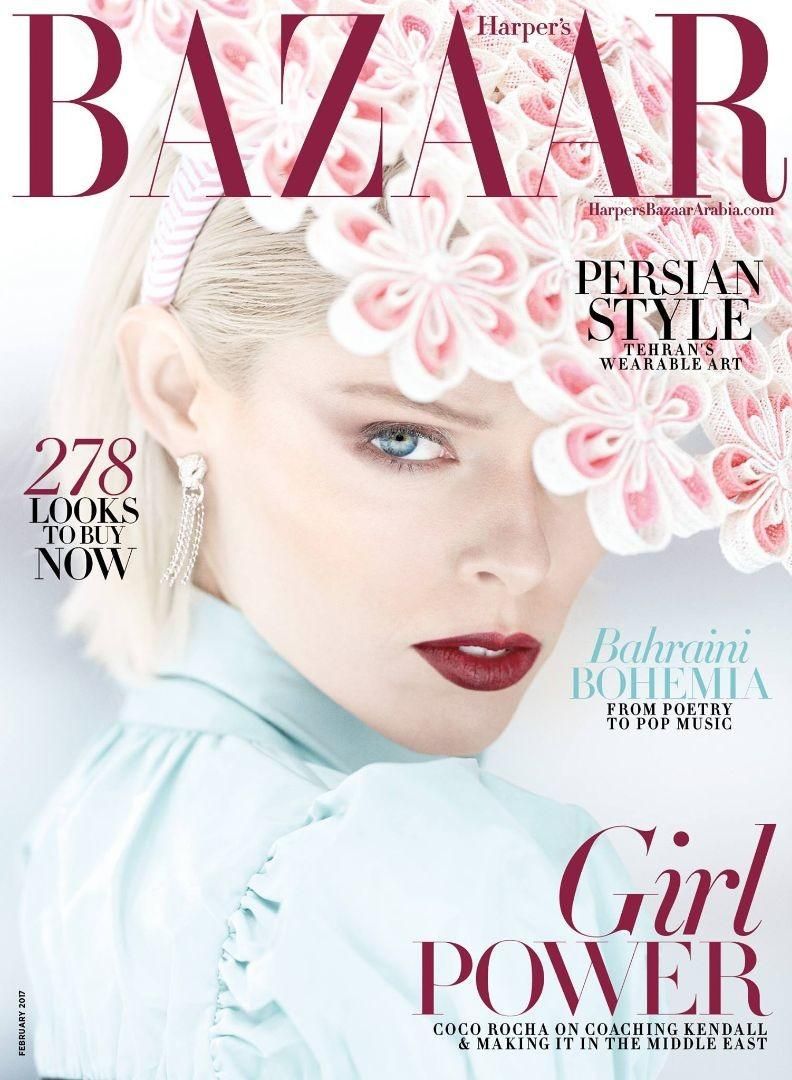 Harper's
BAZAAR
HarpersBazaarArabia.com
PERSIAN
STYLE
TEHRAN'S
WEARABLE ART
278
LOOKS
TO BUY
NOW
Bahraini
BOHEMIA
FROM POETRY
TO POP MUSIC
Girl
POWER
COCO ROCHA ON COACHING KENDALL
& MAKING IT IN THE MIDDLE EAST
FEBRUARY 2017